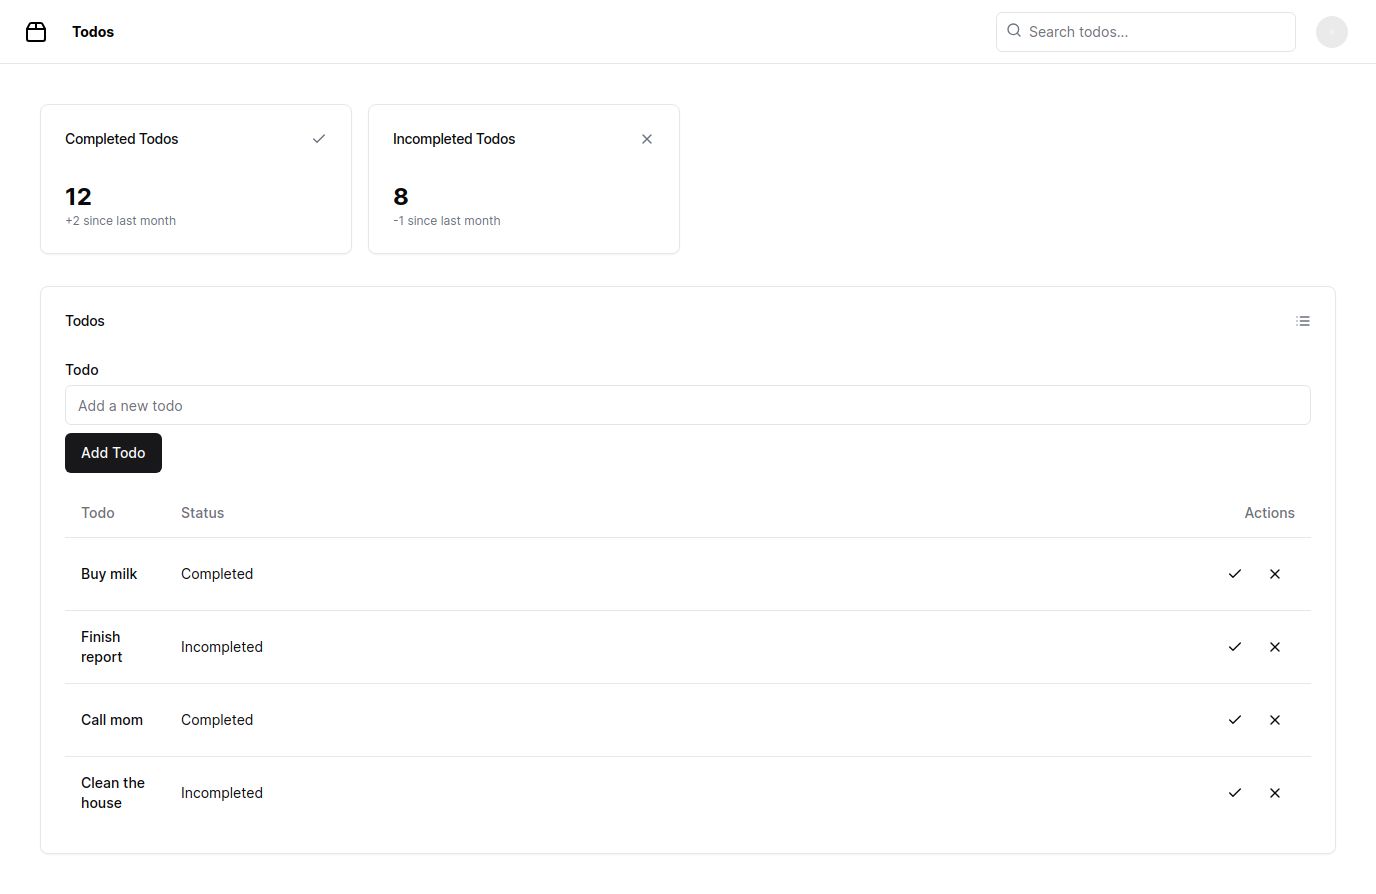 Todos
Search todos...
Completed Todos
12
+2 since last month
Incompleted Todos
8
-1 since last month
Todos
Todo
Add a new todo
Add Todo
Todo Status Actions
Buy milk Completed
Finish report Incompleted
Call mom Completed
Clean the house Incompleted